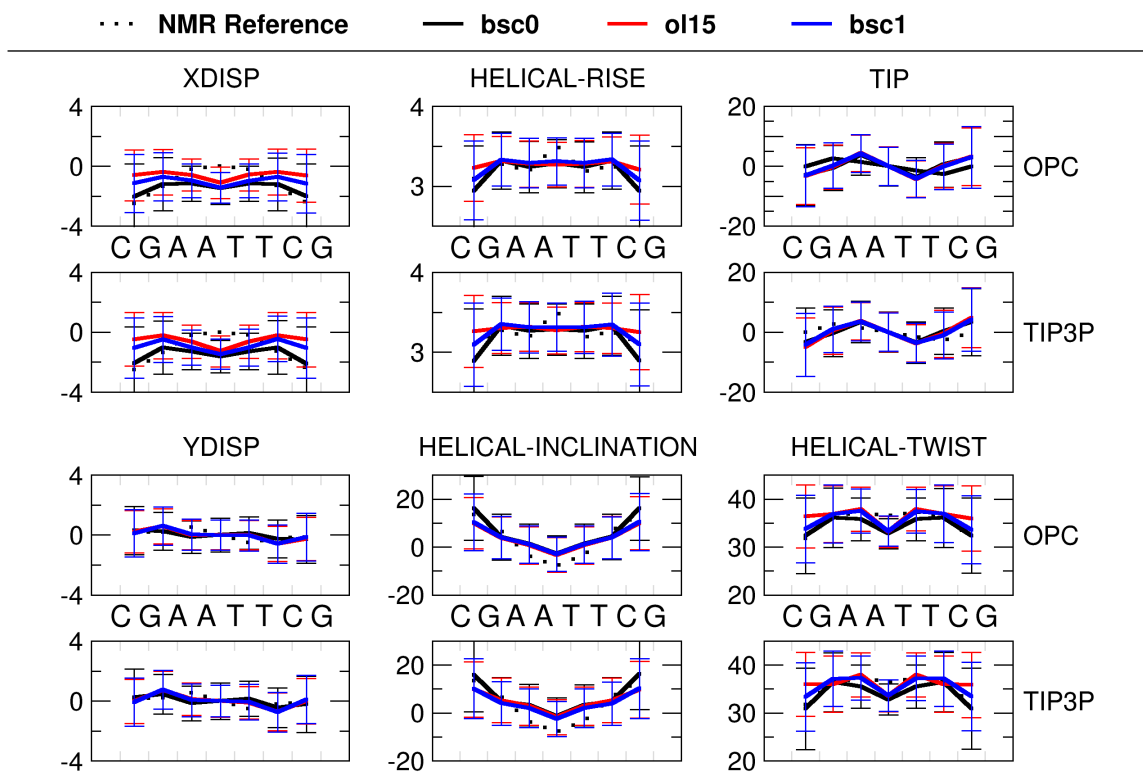 NMR Reference bsc0 ol15 bsc1
XDISP HELICAL-RISE TIP
4 4 20
0 3 0 OPC
-4 -20
C G A A T T C G C G A A T T C G C G A A T T C G
4 4 20
0 3 0 TIP3P
-4 -20
YDISP HELICAL-INCLINATION HELICAL-TWIST
4 20 40
0 0 30 OPC
-4 -20 20
C G A A T T C G C G A A T T C G C G A A T T C G
4 20 40
0 0 30 TIP3P
-4 -20 20